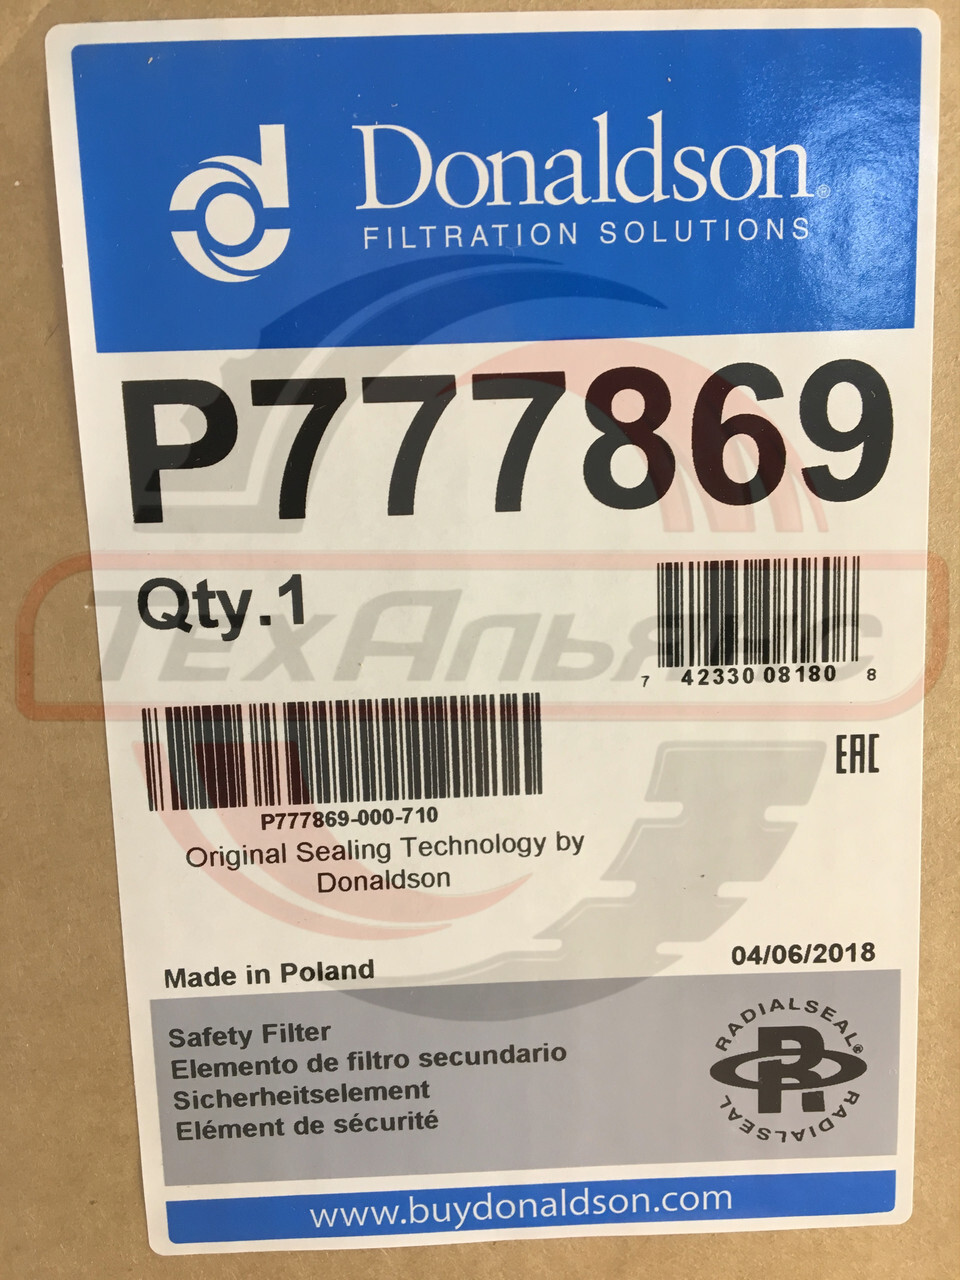 Donaldson®
FILTRATION SOLUTIONS
P777869
Qty.1
ТехАльянс
7 42330 08180 8
P777869-000-710
EAC
Original Sealing Technology by
Donaldson
Made in Poland
04/06/2018
Safety Filter
Elemento de filtro secundario
Sicherheitselement
Elément de sécurité
RADIALSEAL®
RADIALSEAL
www.buydonaldson.com